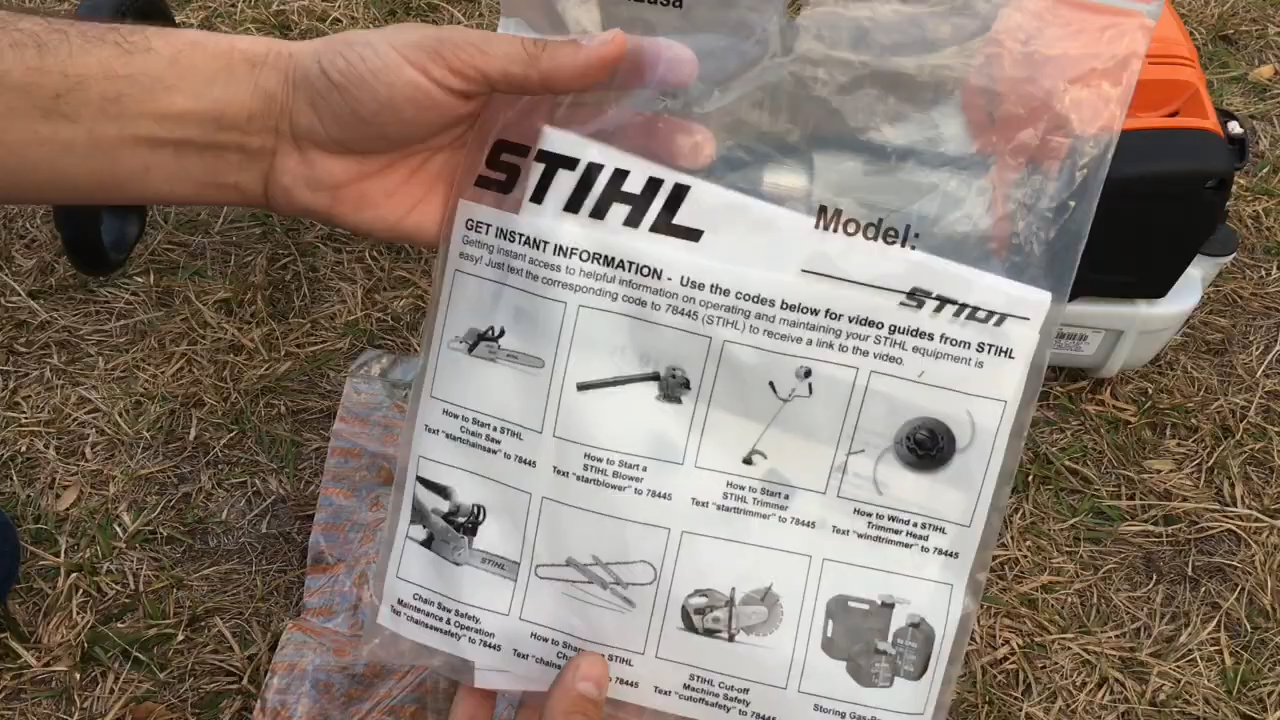 STIHL
Model:
STIHL
GET INSTANT INFORMATION - Use the codes below for video guides from STIHL
Getting instant access to helpful information on operating and maintaining your STIHL equipment is
easy! Just text the corresponding code to 78445 (STIHL) to receive a link to the video.
How to Start a STIHL
Chain Saw
Text "startchainsaw" to 78445
How to Start a
STIHL Blower
Text "startblower" to 78445
How to Start a
STIHL Trimmer
Text "starttrimmer" to 78445
How to Wind a STIHL
Trimmer Head
Text "windtrimmer" to 78445
STIHL
Chain Saw Safety,
Maintenance & Operation
Text "chainsawsafety" to 78445
How to STIHL
Text 78445
STIHL Cut-off
Machine Safety
Text "cutoffsafety" to 78445
Storing